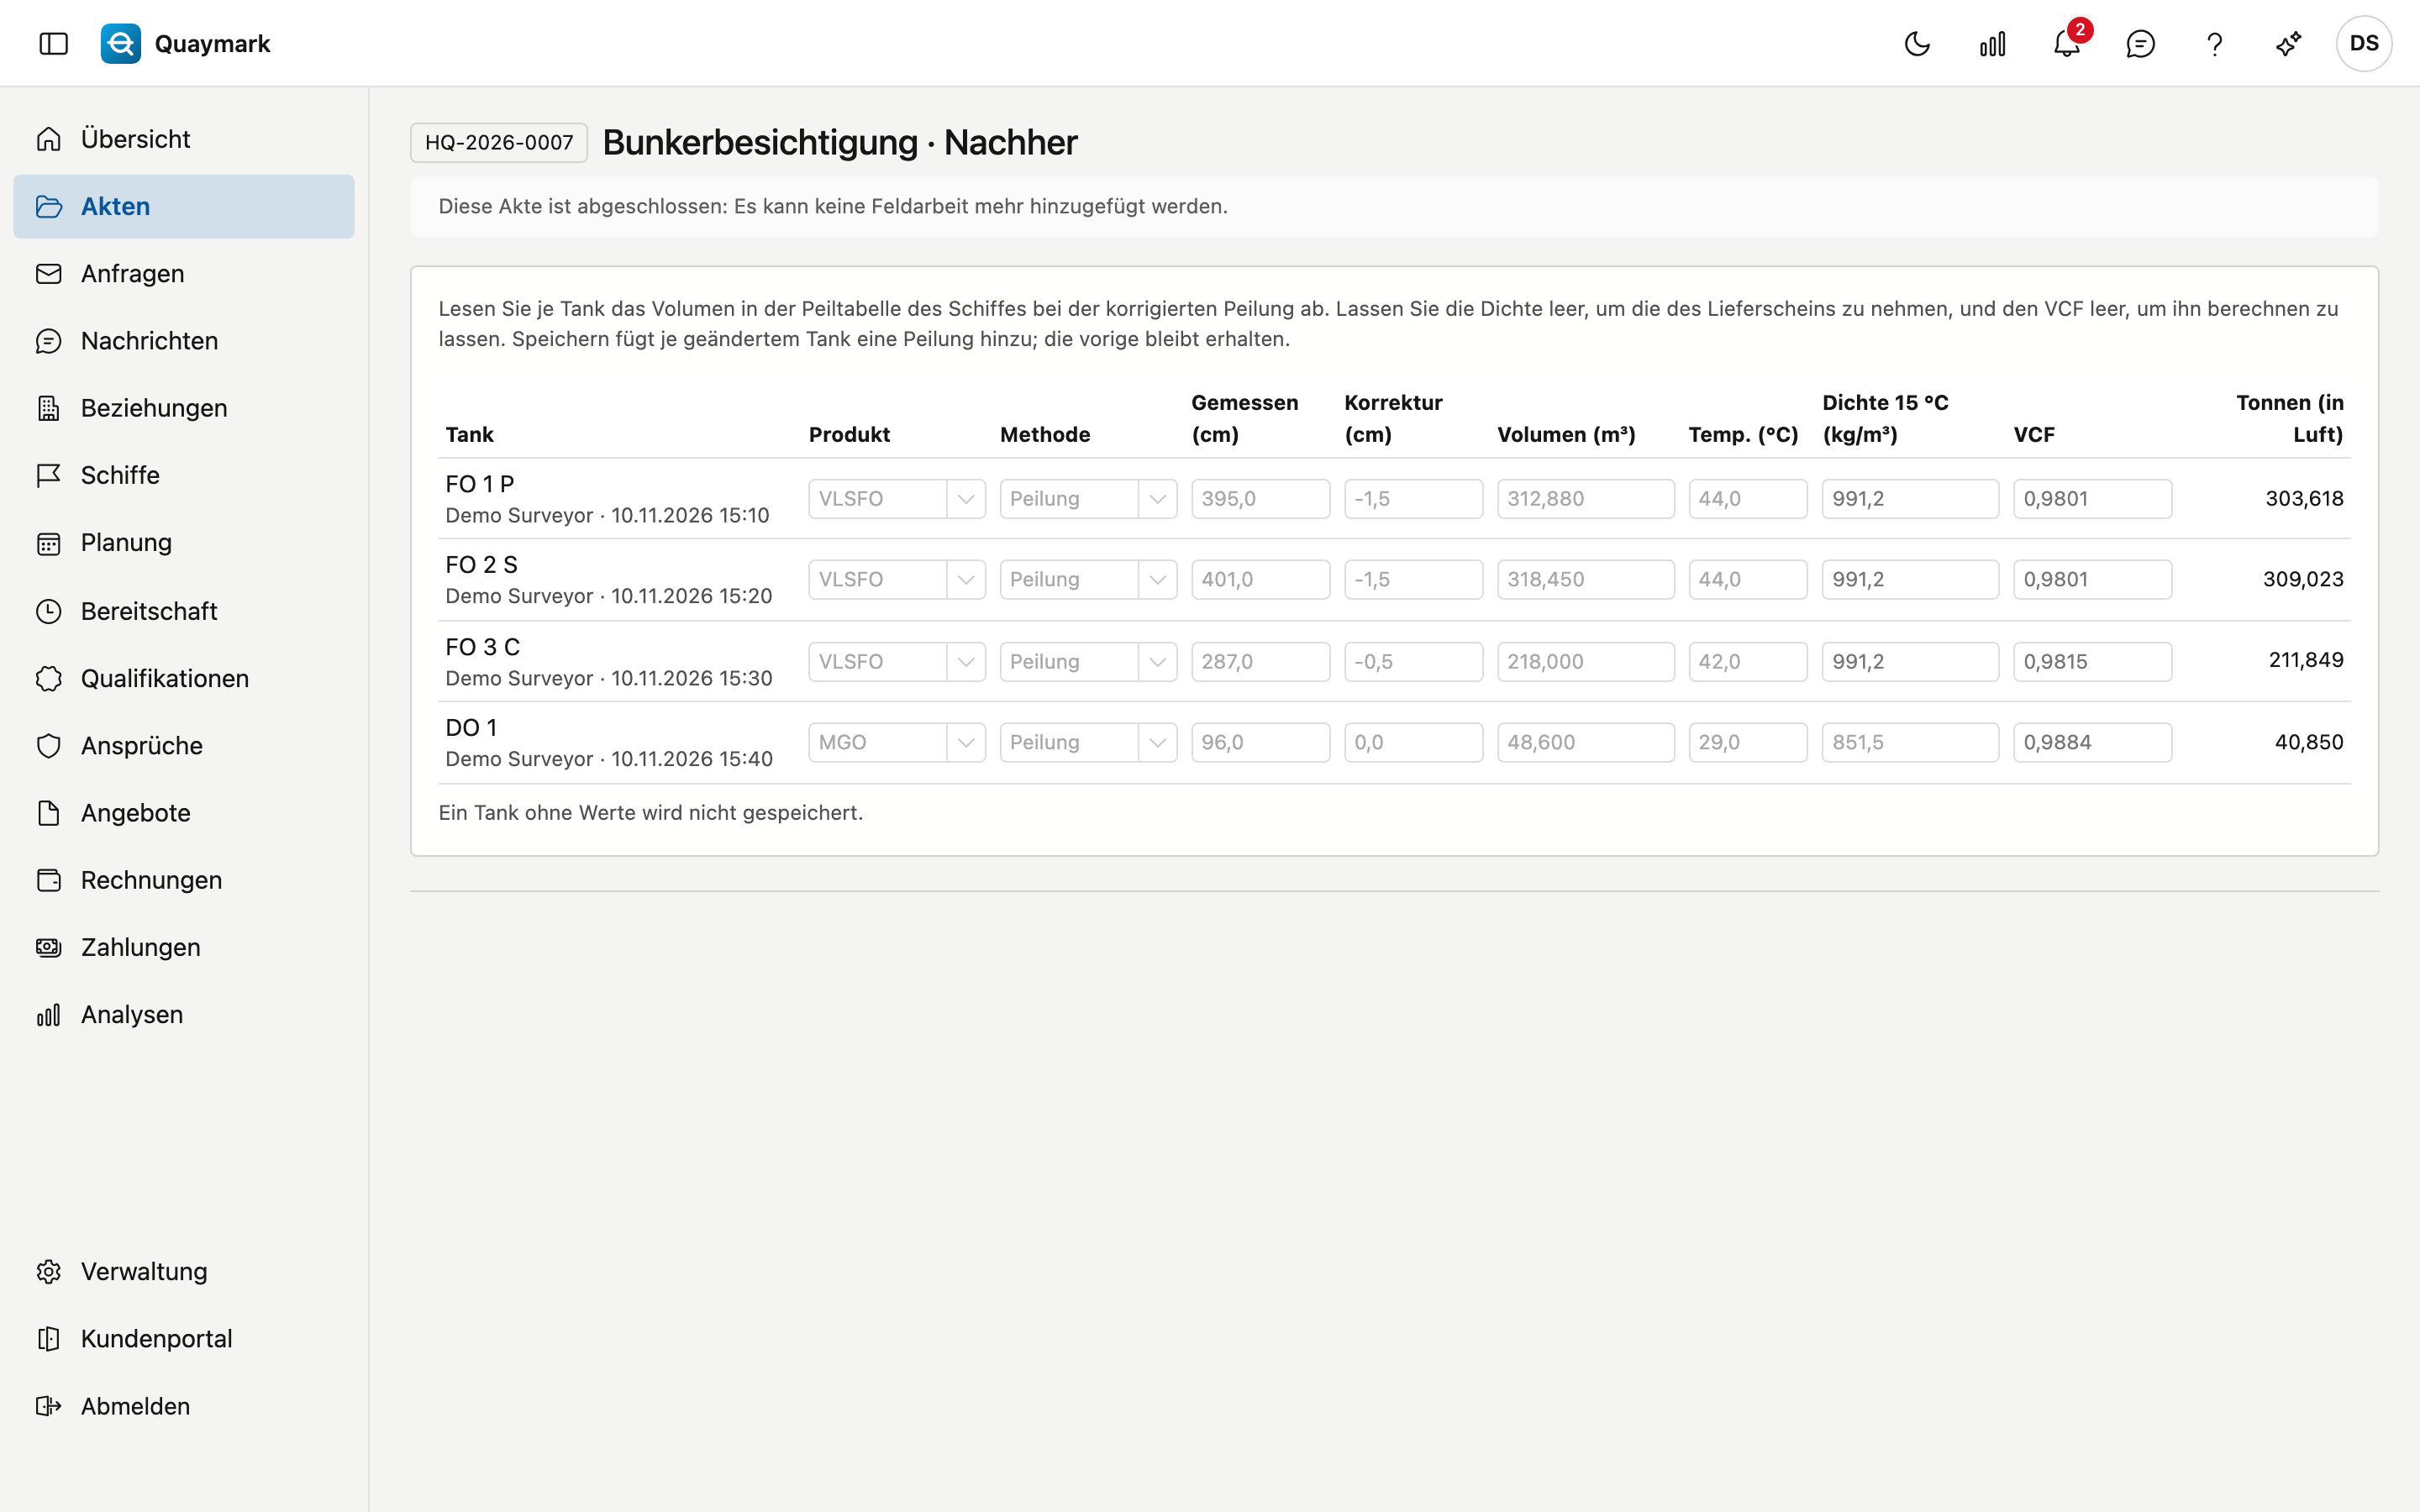 Quaymark
2
DS
Übersicht
Akten
Anfragen
Nachrichten
Beziehungen
Schiffe
Planung
Bereitschaft
Qualifikationen
Ansprüche
Angebote
Rechnungen
Zahlungen
Analysen
Verwaltung
Kundenportal
Abmelden
HQ-2026-0007 Bunkerbesichtigung · Nachher
Diese Akte ist abgeschlossen: Es kann keine Feldarbeit mehr hinzugefügt werden.
Lesen Sie je Tank das Volumen in der Peiltabelle des Schiffes bei der korrigierten Peilung ab. Lassen Sie die Dichte leer, um die des Lieferscheins zu nehmen, und den VCF leer, um ihn berechnen zu
lassen. Speichern fügt je geändertem Tank eine Peilung hinzu; die vorige bleibt erhalten.
Tank Produkt Methode Gemessen (cm) Korrektur (cm) Volumen (m³) Temp. (°C) Dichte 15 °C (kg/m³) VCF Tonnen (in Luft)
FO 1 P
Demo Surveyor · 10.11.2026 15:10
VLSFO Peilung 395,0 -1,5 312,880 44,0 991,2 0,9801 303,618
FO 2 S
Demo Surveyor · 10.11.2026 15:20
VLSFO Peilung 401,0 -1,5 318,450 44,0 991,2 0,9801 309,023
FO 3 C
Demo Surveyor · 10.11.2026 15:30
VLSFO Peilung 287,0 -0,5 218,000 42,0 991,2 0,9815 211,849
DO 1
Demo Surveyor · 10.11.2026 15:40
MGO Peilung 96,0 0,0 48,600 29,0 851,5 0,9884 40,850
Ein Tank ohne Werte wird nicht gespeichert.